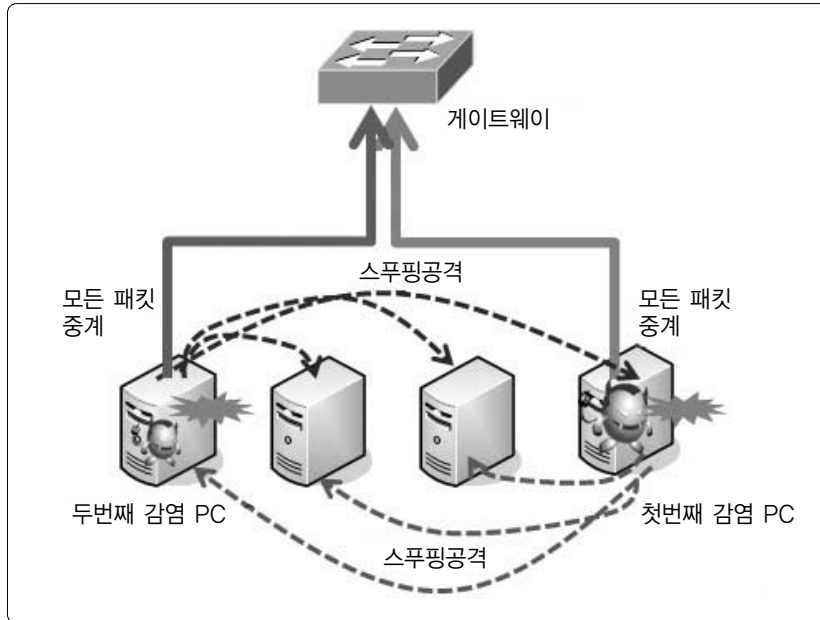 게이트웨이
스푸핑공격
모든 패킷
중계
모든 패킷
중계
두번째 감염 PC
첫번째 감염 PC
스푸핑공격